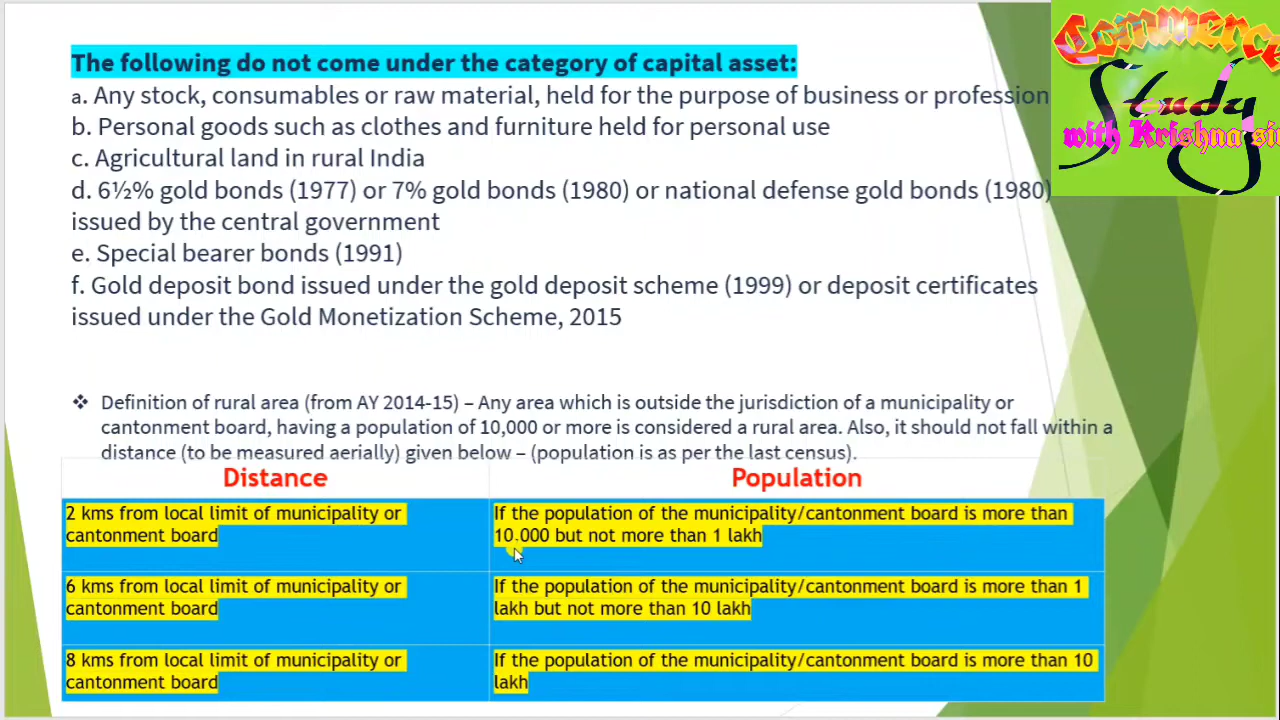 Commerce
Study
with Krishna
The following do not come under the category of capital asset:
a. Any stock, consumables or raw material, held for the purpose of business or profession
b. Personal goods such as clothes and furniture held for personal use
c. Agricultural land in rural India
d. 6½% gold bonds (1977) or 7% gold bonds (1980) or national defense gold bonds (1980)
issued by the central government
e. Special bearer bonds (1991)
f. Gold deposit bond issued under the gold deposit scheme (1999) or deposit certificates
issued under the Gold Monetization Scheme, 2015
❖ Definition of rural area (from AY 2014-15) – Any area which is outside the jurisdiction of a municipality or
cantonment board, having a population of 10,000 or more is considered a rural area. Also, it should not fall within a
distance (to be measured aerially) given below – (population is as per the last census).
Distance Population
2 kms from local limit of municipality or
cantonment board
If the population of the municipality/cantonment board is more than
10,000 but not more than 1 lakh
6 kms from local limit of municipality or
cantonment board
If the population of the municipality/cantonment board is more than 1
lakh but not more than 10 lakh
8 kms from local limit of municipality or
cantonment board
If the population of the municipality/cantonment board is more than 10
lakh